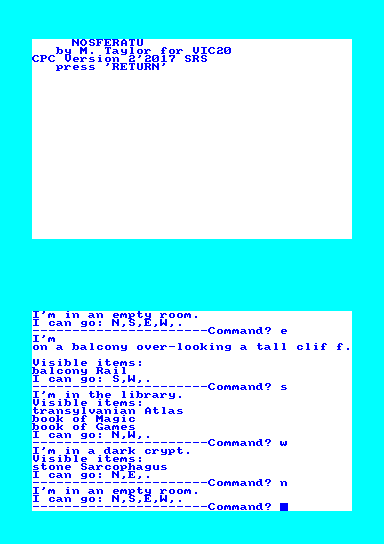 NOSFERATU
by M. Taylor for VIC20
CPC Version 2'2017 SRS
press 'RETURN'
I'm in an empty room.
I can go: N,S,E,W,.
----------------------Command? e
I'm
on a balcony over-looking a tall clif f.
Visible items:
balcony Rail
I can go: S,W,.
----------------------Command? s
I'm in the library.
Visible items:
transylvanian Atlas
book of Magic
book of Games
I can go: N,W,.
----------------------Command? w
I'm in a dark crypt.
Visible items:
stone Sarcophagus
I can go: N,E,.
----------------------Command? n
I'm in an empty room.
I can go: N,S,E,W,.
----------------------Command?